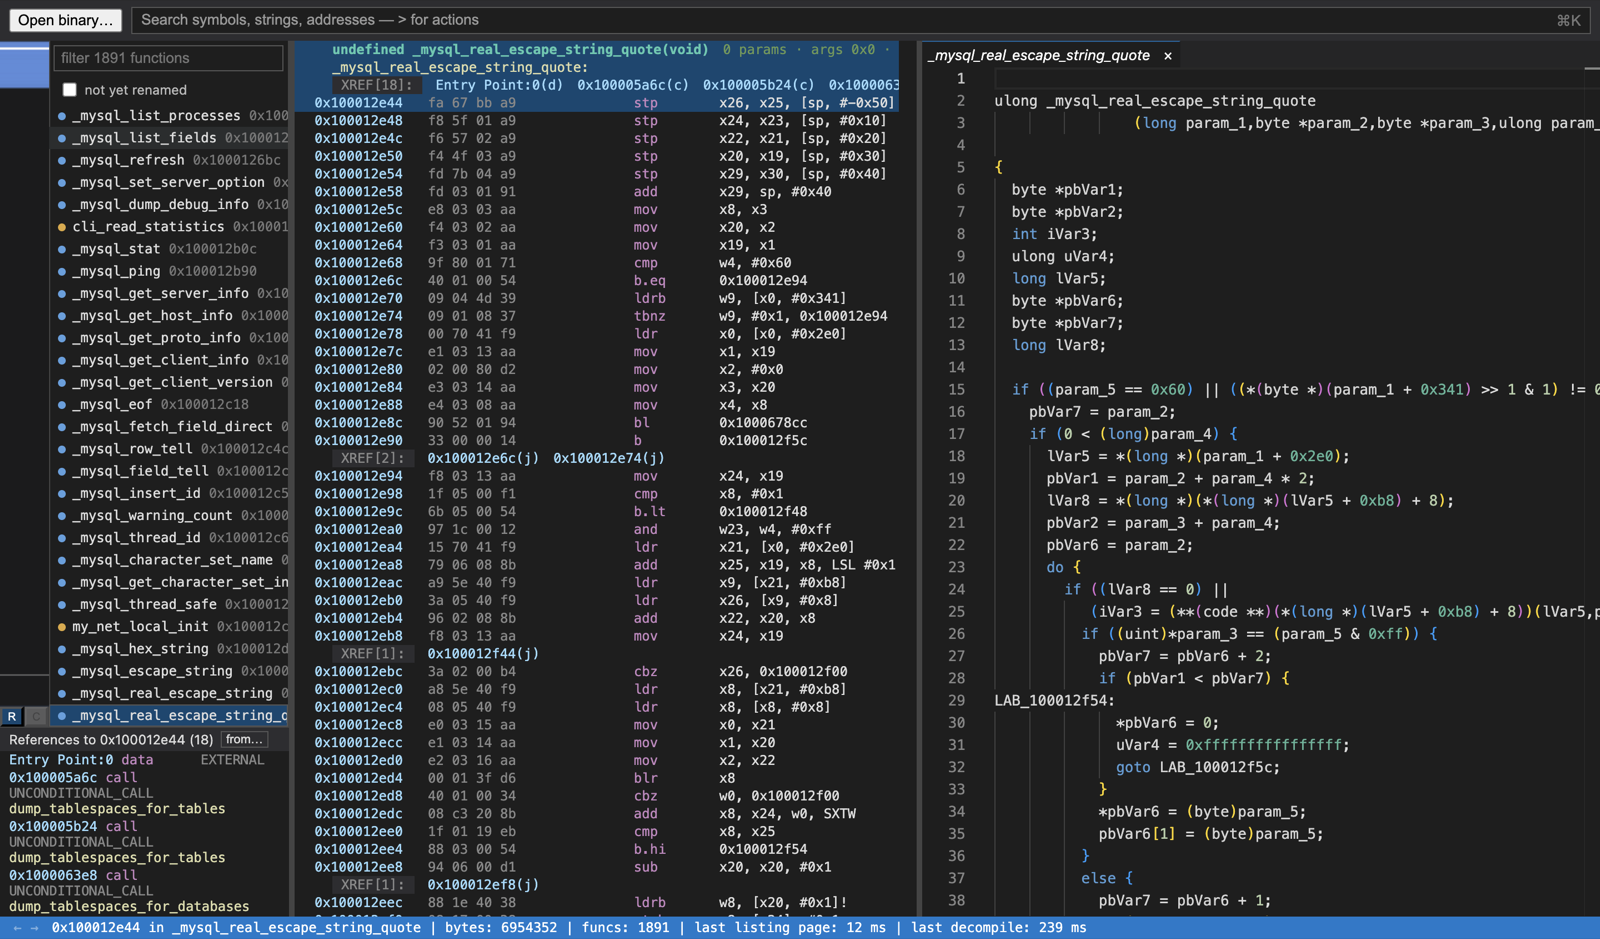 Open binary…
Search symbols, strings, addresses — > for actions
⌘K
filter 1891 functions
not yet renamed
_mysql_list_processes 0x100
_mysql_list_fields 0x100012
_mysql_refresh 0x1000126bc
_mysql_set_server_option 0x
_mysql_dump_debug_info 0x10
cli_read_statistics 0x10001
_mysql_stat 0x100012b0c
_mysql_ping 0x100012b90
_mysql_get_server_info 0x10
_mysql_get_host_info 0x1000
_mysql_get_proto_info 0x100
_mysql_get_client_info 0x10
_mysql_get_client_version 0
_mysql_eof 0x100012c18
_mysql_fetch_field_direct 0
_mysql_row_tell 0x100012c4c
_mysql_field_tell 0x100012c
_mysql_insert_id 0x100012c5
_mysql_warning_count 0x1000
_mysql_thread_id 0x100012c6
_mysql_character_set_name 0
_mysql_get_character_set_in
_mysql_thread_safe 0x100012
my_net_local_init 0x100012c
_mysql_hex_string 0x100012d
_mysql_escape_string 0x1000
_mysql_real_escape_string 0
_mysql_real_escape_string_q
R C
References to 0x100012e44 (18) from…
Entry Point:0 data EXTERNAL
0x100005a6c call
UNCONDITIONAL_CALL
dump_tablespaces_for_tables
0x100005b24 call
UNCONDITIONAL_CALL
dump_tablespaces_for_tables
0x1000063e8 call
UNCONDITIONAL_CALL
dump_tablespaces_for_databases
undefined _mysql_real_escape_string_quote(void) 0 params · args 0x0 ·
_mysql_real_escape_string_quote:
XREF[18]: Entry Point:0(d) 0x100005a6c(c) 0x100005b24(c) 0x1000063
0x100012e44 fa 67 bb a9 stp x26, x25, [sp, #-0x50]
0x100012e48 f8 5f 01 a9 stp x24, x23, [sp, #0x10]
0x100012e4c f6 57 02 a9 stp x22, x21, [sp, #0x20]
0x100012e50 f4 4f 03 a9 stp x20, x19, [sp, #0x30]
0x100012e54 fd 7b 04 a9 stp x29, x30, [sp, #0x40]
0x100012e58 fd 03 01 91 add x29, sp, #0x40
0x100012e5c e8 03 03 aa mov x8, x3
0x100012e60 f4 03 02 aa mov x20, x2
0x100012e64 f3 03 01 aa mov x19, x1
0x100012e68 9f 80 01 71 cmp w4, #0x60
0x100012e6c 40 01 00 54 b.eq 0x100012e94
0x100012e70 09 04 4d 39 ldrb w9, [x0, #0x341]
0x100012e74 09 01 08 37 tbnz w9, #0x1, 0x100012e94
0x100012e78 00 70 41 f9 ldr x0, [x0, #0x2e0]
0x100012e7c e1 03 13 aa mov x1, x19
0x100012e80 02 00 80 d2 mov x2, #0x0
0x100012e84 e3 03 14 aa mov x3, x20
0x100012e88 e4 03 08 aa mov x4, x8
0x100012e8c 90 52 01 94 bl 0x1000678cc
0x100012e90 33 00 00 14 b 0x100012f5c
XREF[2]: 0x100012e6c(j) 0x100012e74(j)
0x100012e94 f8 03 13 aa mov x24, x19
0x100012e98 1f 05 00 f1 cmp x8, #0x1
0x100012e9c 6b 05 00 54 b.lt 0x100012f48
0x100012ea0 97 1c 00 12 and w23, w4, #0xff
0x100012ea4 15 70 41 f9 ldr x21, [x0, #0x2e0]
0x100012ea8 79 06 08 8b add x25, x19, x8, LSL #0x1
0x100012eac a9 5e 40 f9 ldr x9, [x21, #0xb8]
0x100012eb0 3a 05 40 f9 ldr x26, [x9, #0x8]
0x100012eb4 96 02 08 8b add x22, x20, x8
0x100012eb8 f8 03 13 aa mov x24, x19
XREF[1]: 0x100012f44(j)
0x100012ebc 3a 02 00 b4 cbz x26, 0x100012f00
0x100012ec0 a8 5e 40 f9 ldr x8, [x21, #0xb8]
0x100012ec4 08 05 40 f9 ldr x8, [x8, #0x8]
0x100012ec8 e0 03 15 aa mov x0, x21
0x100012ecc e1 03 14 aa mov x1, x20
0x100012ed0 e2 03 16 aa mov x2, x22
0x100012ed4 00 01 3f d6 blr x8
0x100012ed8 40 01 00 34 cbz w0, 0x100012f00
0x100012edc 08 c3 20 8b add x8, x24, w0, SXTW
0x100012ee0 1f 01 19 eb cmp x8, x25
0x100012ee4 88 03 00 54 b.hi 0x100012f54
0x100012ee8 94 06 00 d1 sub x20, x20, #0x1
XREF[1]: 0x100012ef8(j)
0x100012eec 88 1e 40 38 ldrb w8, [x20, #0x1]!
_mysql_real_escape_string_quote ×
1
2 ulong _mysql_real_escape_string_quote
3 (long param_1,byte *param_2,byte *param_3,ulong param_
4
5 {
6 byte *pbVar1;
7 byte *pbVar2;
8 int iVar3;
9 ulong uVar4;
10 long lVar5;
11 byte *pbVar6;
12 byte *pbVar7;
13 long lVar8;
14
15 if ((param_5 == 0x60) || ((*(byte *)(param_1 + 0x341) >> 1 & 1) != 0
16 pbVar7 = param_2;
17 if (0 < (long)param_4) {
18 lVar5 = *(long *)(param_1 + 0x2e0);
19 pbVar1 = param_2 + param_4 * 2;
20 lVar8 = *(long *)(*(long *)(lVar5 + 0xb8) + 8);
21 pbVar2 = param_3 + param_4;
22 pbVar6 = param_2;
23 do {
24 if ((lVar8 == 0) ||
25 (iVar3 = (**(code **)(*(long *)(lVar5 + 0xb8) + 8))(lVar5,p
26 if ((uint)*param_3 == (param_5 & 0xff)) {
27 pbVar7 = pbVar6 + 2;
28 if (pbVar1 < pbVar7) {
29 LAB_100012f54:
30 *pbVar6 = 0;
31 uVar4 = 0xffffffffffffffff;
32 goto LAB_100012f5c;
33 }
34 *pbVar6 = (byte)param_5;
35 pbVar6[1] = (byte)param_5;
36 }
37 else {
38 pbVar7 = pbVar6 + 1;
← → 0x100012e44 in _mysql_real_escape_string_quote | bytes: 6954352 | funcs: 1891 | last listing page: 12 ms | last decompile: 239 ms